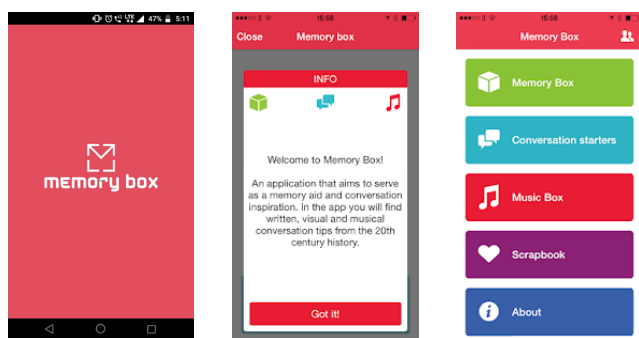 47% 5:11
memory box
15:08
Close Memory box
INFO
Welcome to Memory Box!
An application that aims to serve
as a memory aid and conversation
inspiration. In the app you will find
written, visual and musical
conversation tips from the 20th
century history.
Got it!
15:08
Memory Box
Memory Box
Conversation starters
Music Box
Scrapbook
About